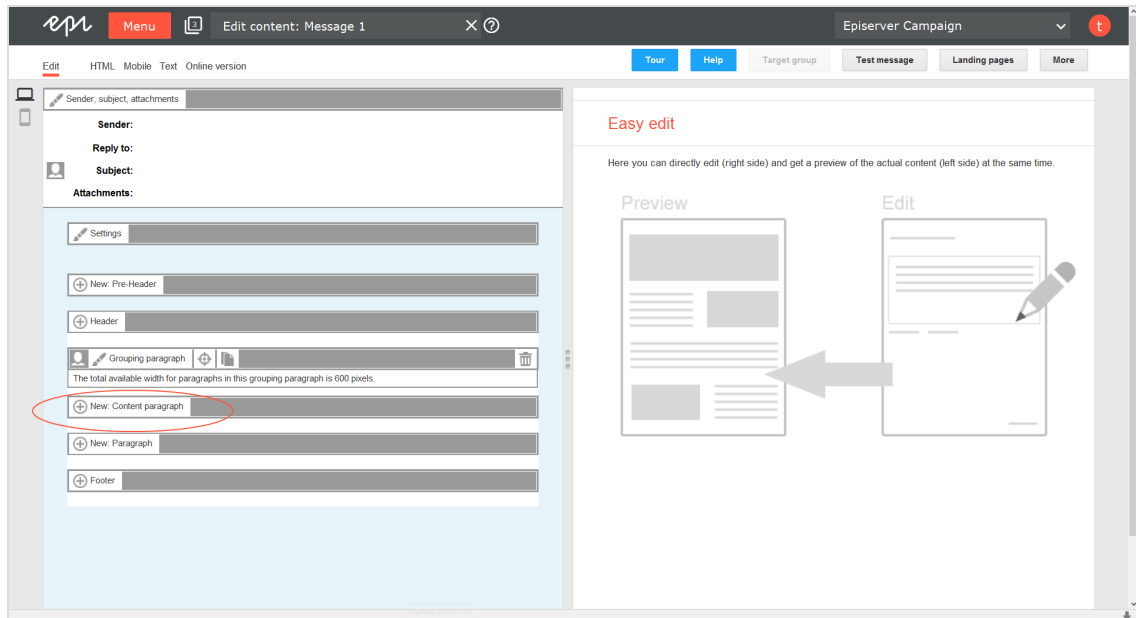 epi Menu 3 Edit content: Message 1 Episerver Campaign t
Edit HTML Mobile Text Online version Tour Help Target group Test message Landing pages More
Sender, subject, attachments
Sender:
Reply to:
Subject:
Attachments:
Settings
New: Pre-Header
Header
Grouping paragraph
The total available width for paragraphs in this grouping paragraph is 600 pixels.
New: Content paragraph
New: Paragraph
Footer
Easy edit
Here you can directly edit (right side) and get a preview of the actual content (left side) at the same time.
Preview Edit